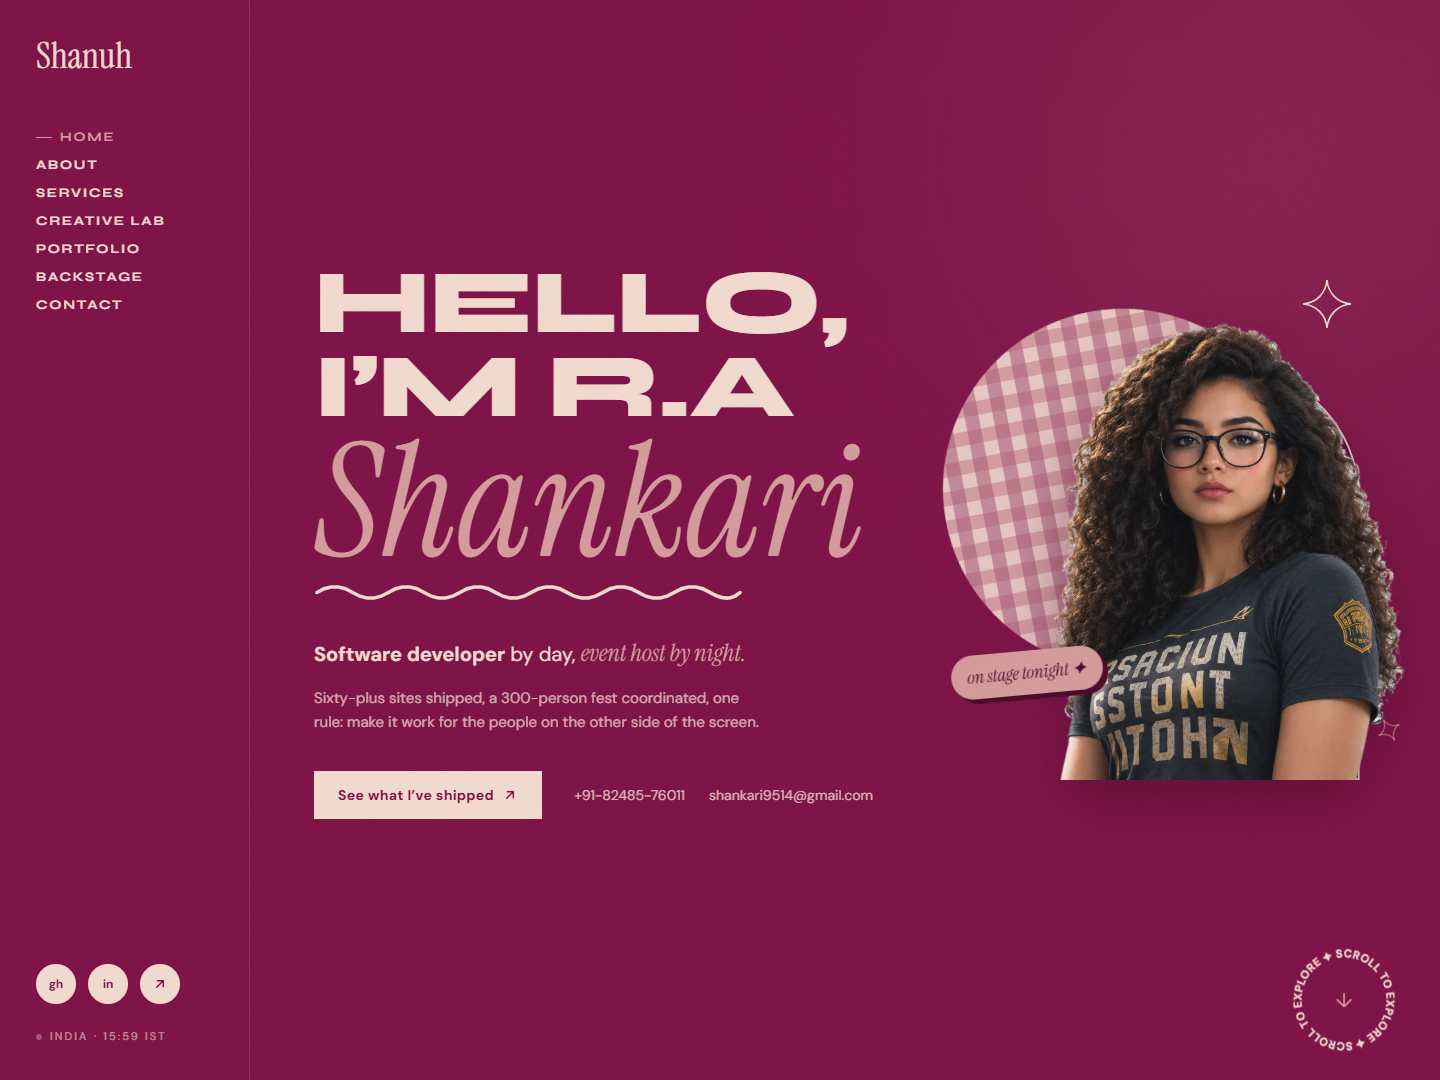 Shanuh
HOME
ABOUT
SERVICES
CREATIVE LAB
PORTFOLIO
BACKSTAGE
CONTACT
HELLO,
I’M R.A
Shankari
Software developer by day, event host by night.
Sixty-plus sites shipped, a 300-person fest coordinated, one
rule: make it work for the people on the other side of the screen.
See what I’ve shipped
+91-82485-76011
shankari9514@gmail.com
on stage tonight ✦
SSTONT
gh
in
INDIA · 15:59 IST
SCROLL TO EXPLORE ✦ SCROLL TO EXPLORE ✦